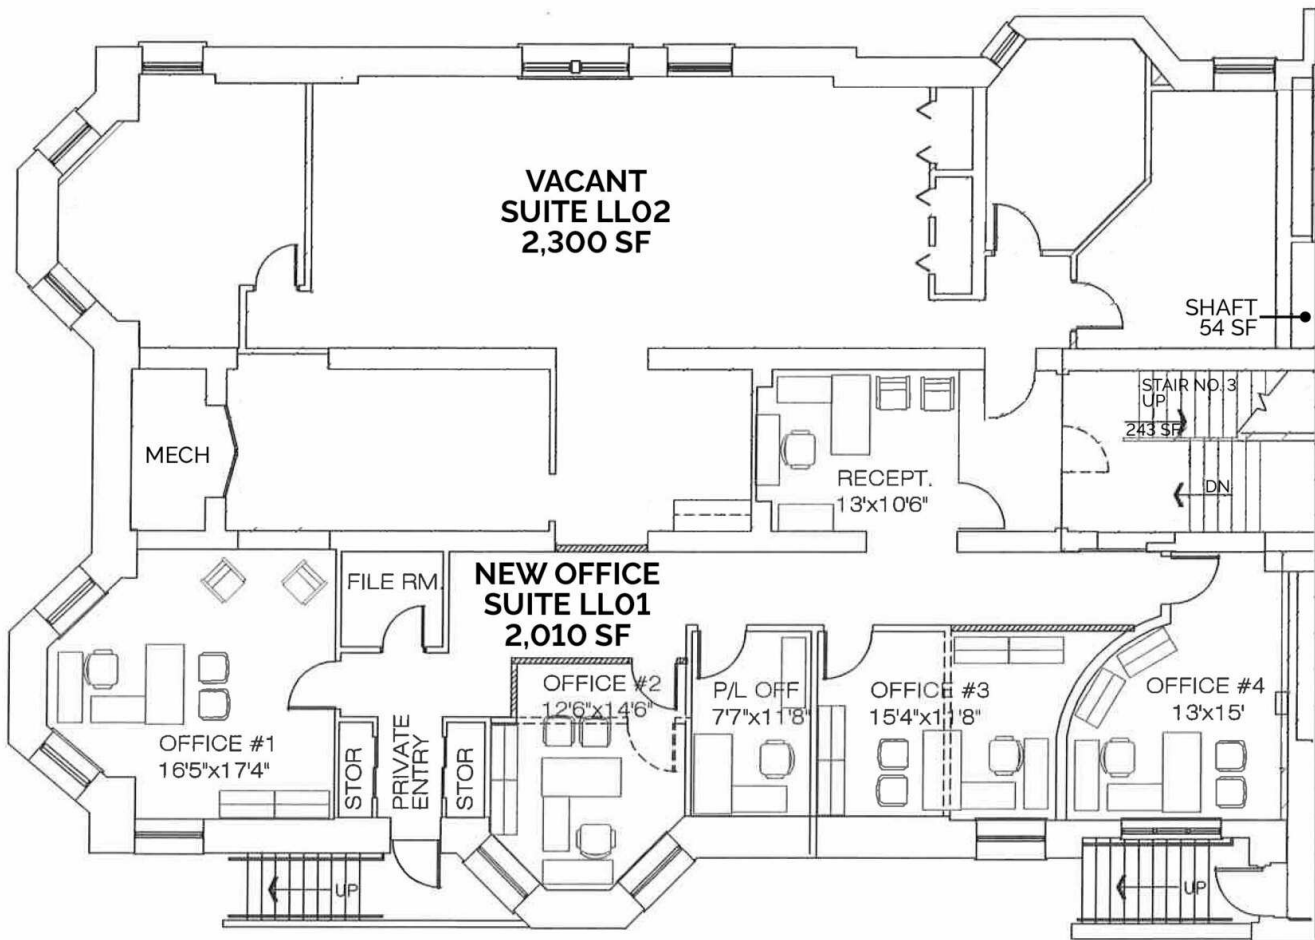 VACANT
SUITE LL02
2,300 SF
SHAFT
54 SF
STAIR NO. 3
UP
243 SF
DN
MECH
RECEPT.
13'x10'6"
FILE RM.
NEW OFFICE
SUITE LL01
2,010 SF
OFFICE #1
16'5"x17'4"
STOR
PRIVATE
ENTRY
STOR
OFFICE #2
12'6"x14'6"
P/L OFF
7'7"x11'8"
OFFICE #3
15'4"x11'8"
OFFICE #4
13'x15'
UP
UP